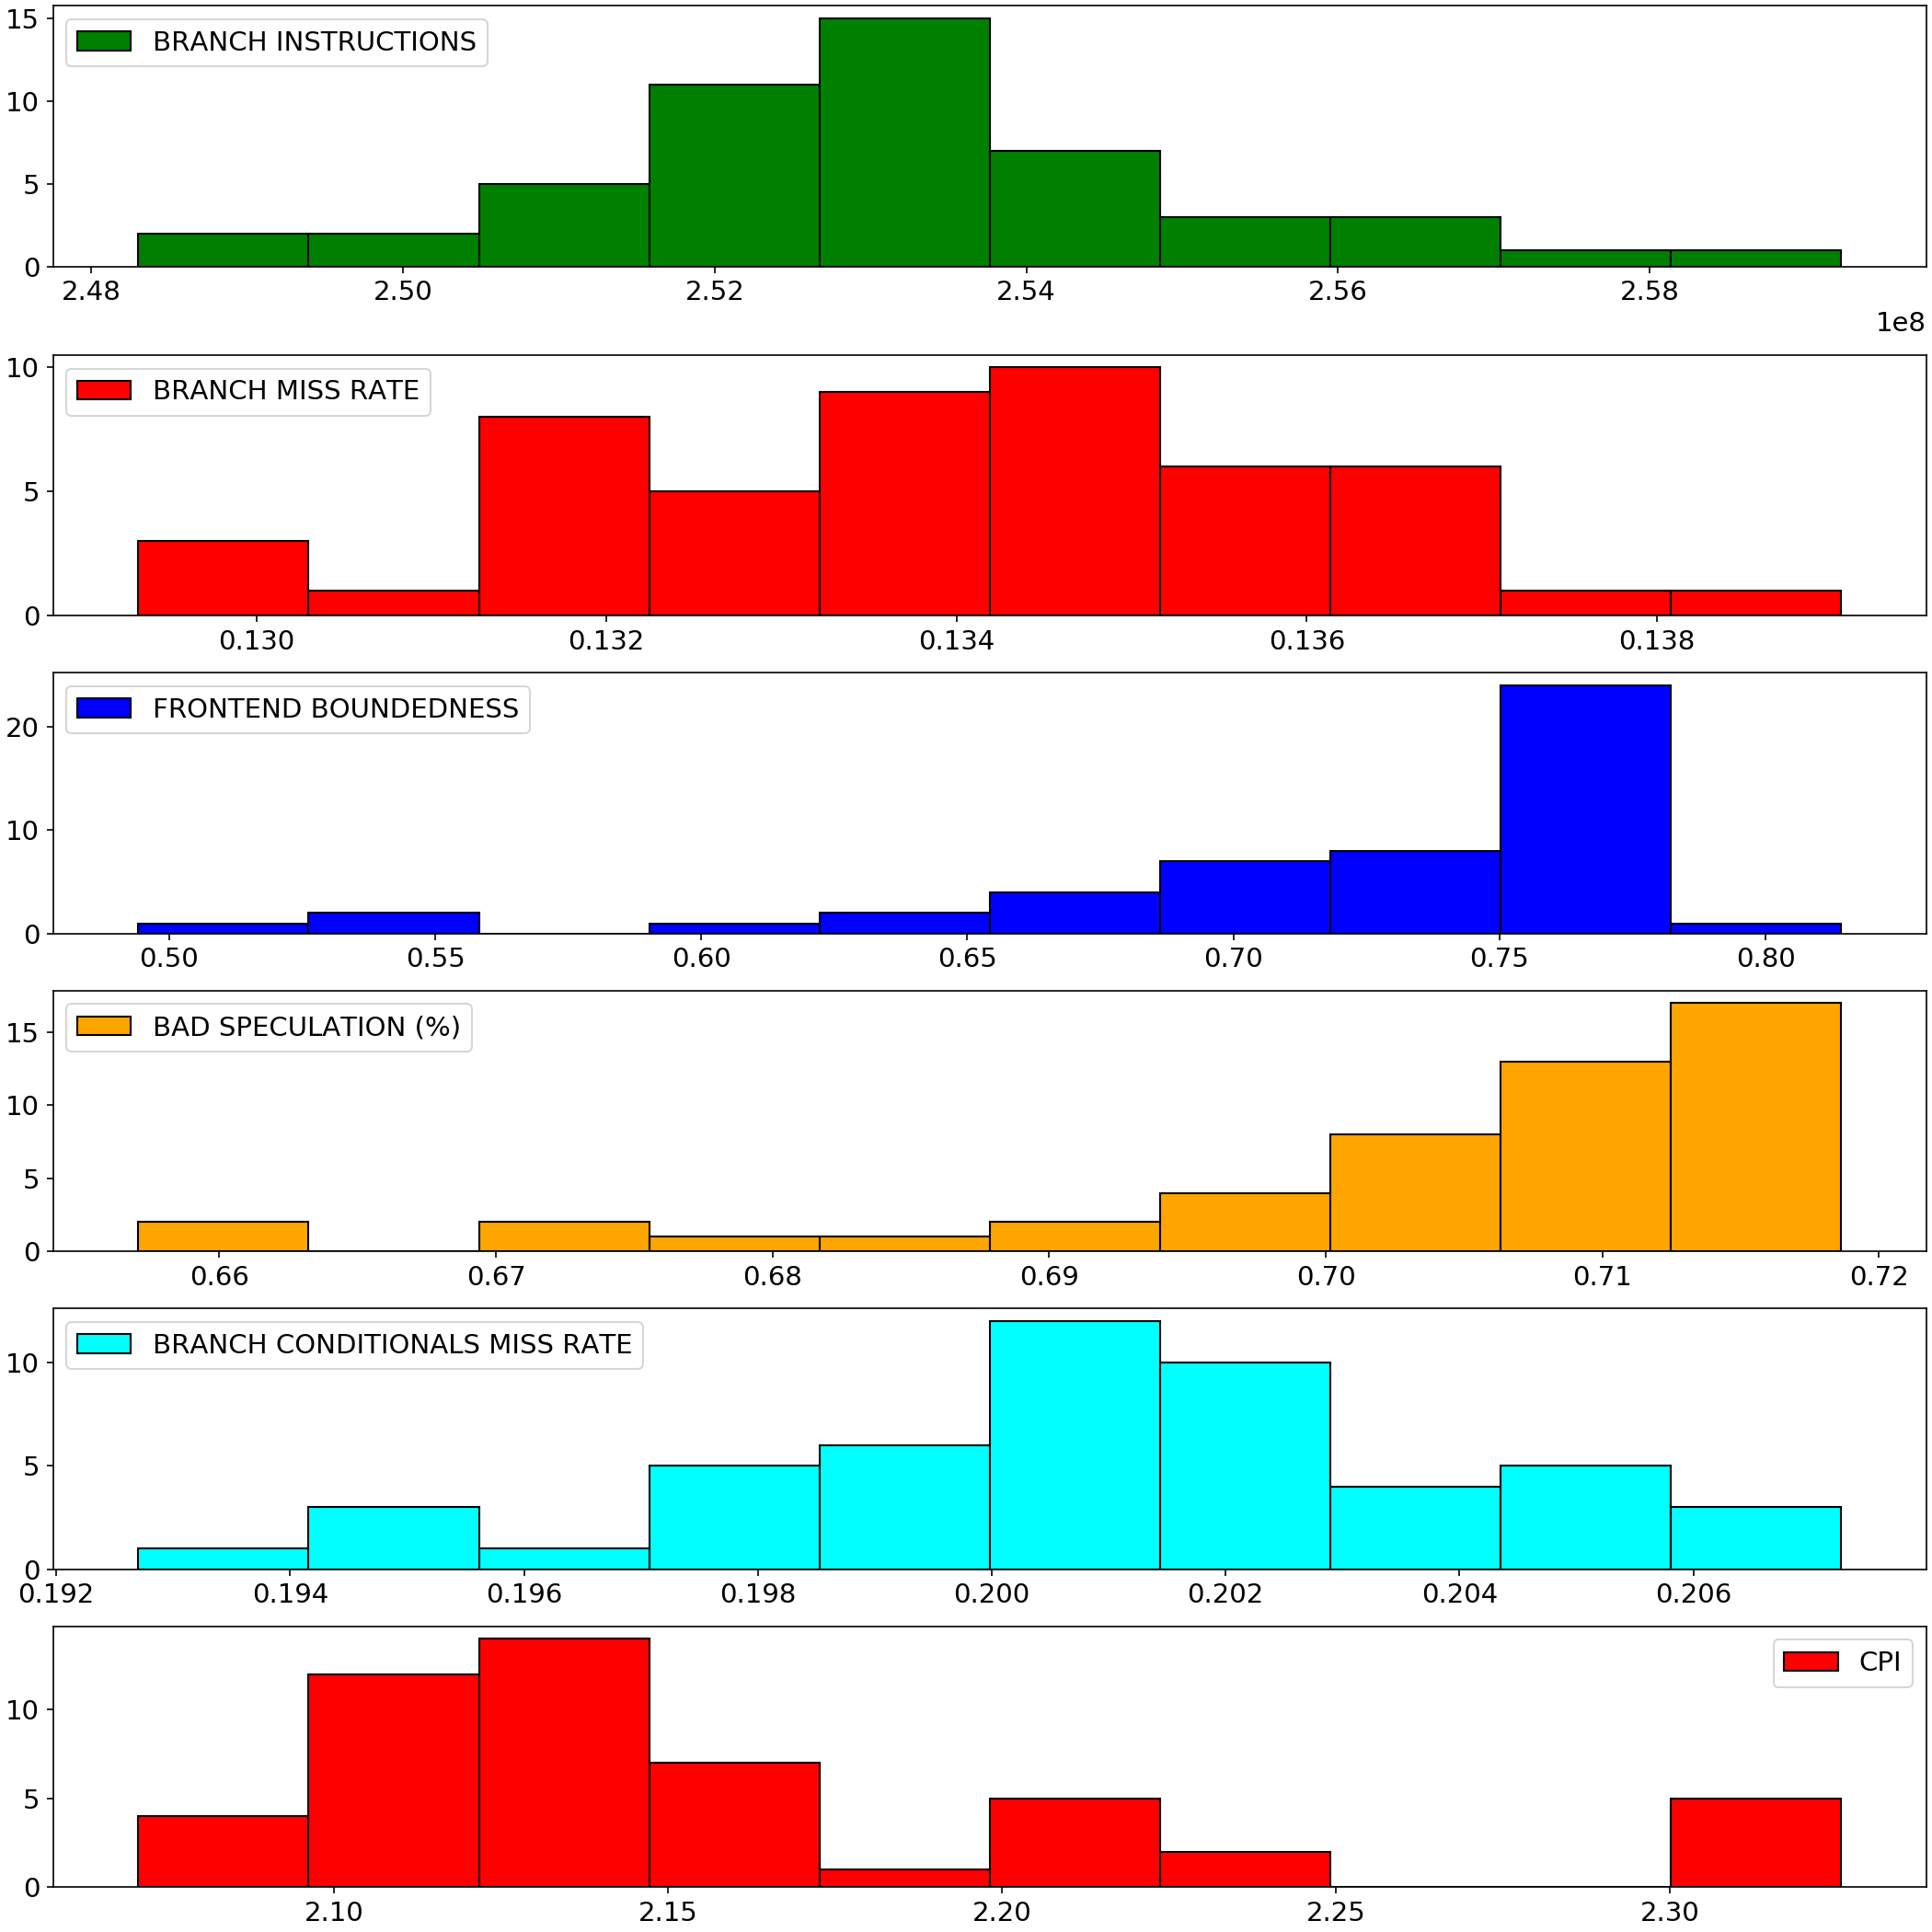 15
10
5
0
BRANCH INSTRUCTIONS
2.48 2.50 2.52 2.54 2.56 2.58
1e8
10
5
0
BRANCH MISS RATE
0.130 0.132 0.134 0.136 0.138
20
10
0
FRONTEND BOUNDEDNESS
0.50 0.55 0.60 0.65 0.70 0.75 0.80
15
10
5
0
BAD SPECULATION (%)
0.66 0.67 0.68 0.69 0.70 0.71 0.72
10
5
0
BRANCH CONDITIONALS MISS RATE
0.192 0.194 0.196 0.198 0.200 0.202 0.204 0.206
10
5
0
CPI
2.10 2.15 2.20 2.25 2.30